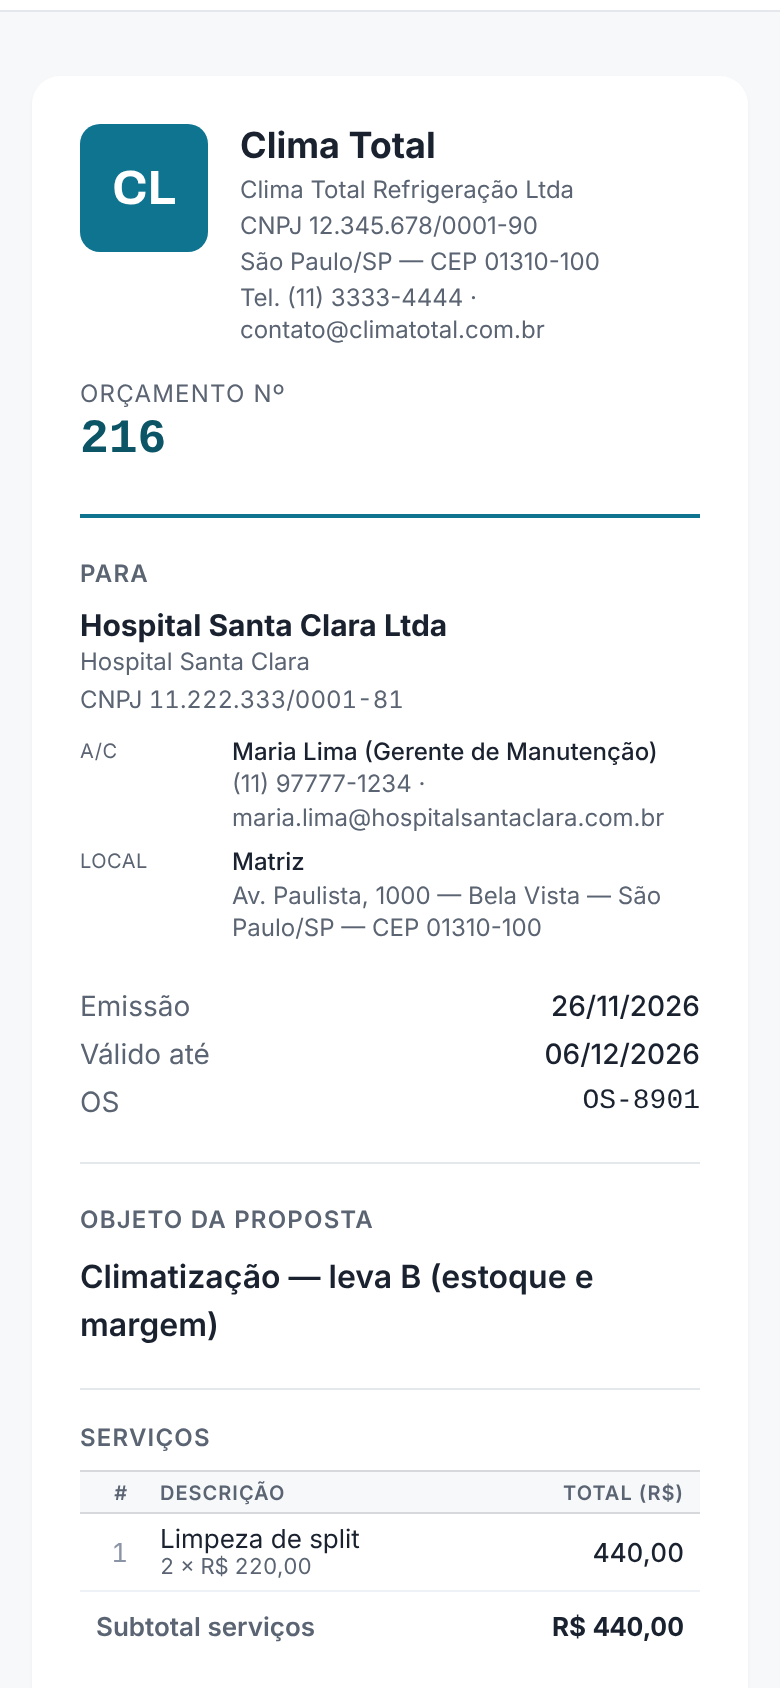 CL
Clima Total
Clima Total Refrigeração Ltda
CNPJ 12.345.678/0001-90
São Paulo/SP — CEP 01310-100
Tel. (11) 3333-4444 ·
contato@climatotal.com.br
ORÇAMENTO Nº
216
PARA
Hospital Santa Clara Ltda
Hospital Santa Clara
CNPJ 11.222.333/0001-81
A/C Maria Lima (Gerente de Manutenção)
(11) 97777-1234 ·
maria.lima@hospitalsantaclara.com.br
LOCAL Matriz
Av. Paulista, 1000 — Bela Vista — São
Paulo/SP — CEP 01310-100
Emissão 26/11/2026
Válido até 06/12/2026
OS OS-8901
OBJETO DA PROPOSTA
Climatização — leva B (estoque e
margem)
SERVIÇOS
# DESCRIÇÃO TOTAL (R$)
1 Limpeza de split 440,00
2 × R$ 220,00
Subtotal serviços R$ 440,00